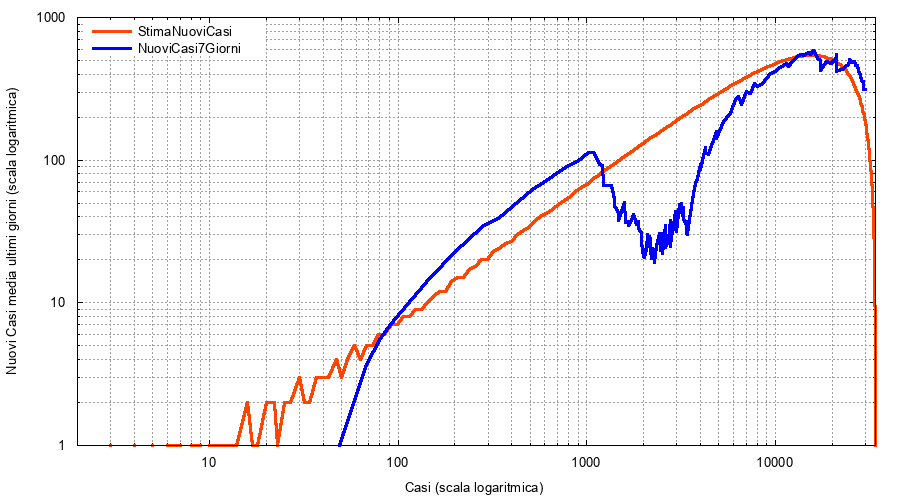 1000
StimaNuoviCasi
NuoviCasi7Giorni
100
10
1
Nuovi Casi media ultimi giorni (scala logaritmica)
10
100
1000
10000
Casi (scala logaritmica)